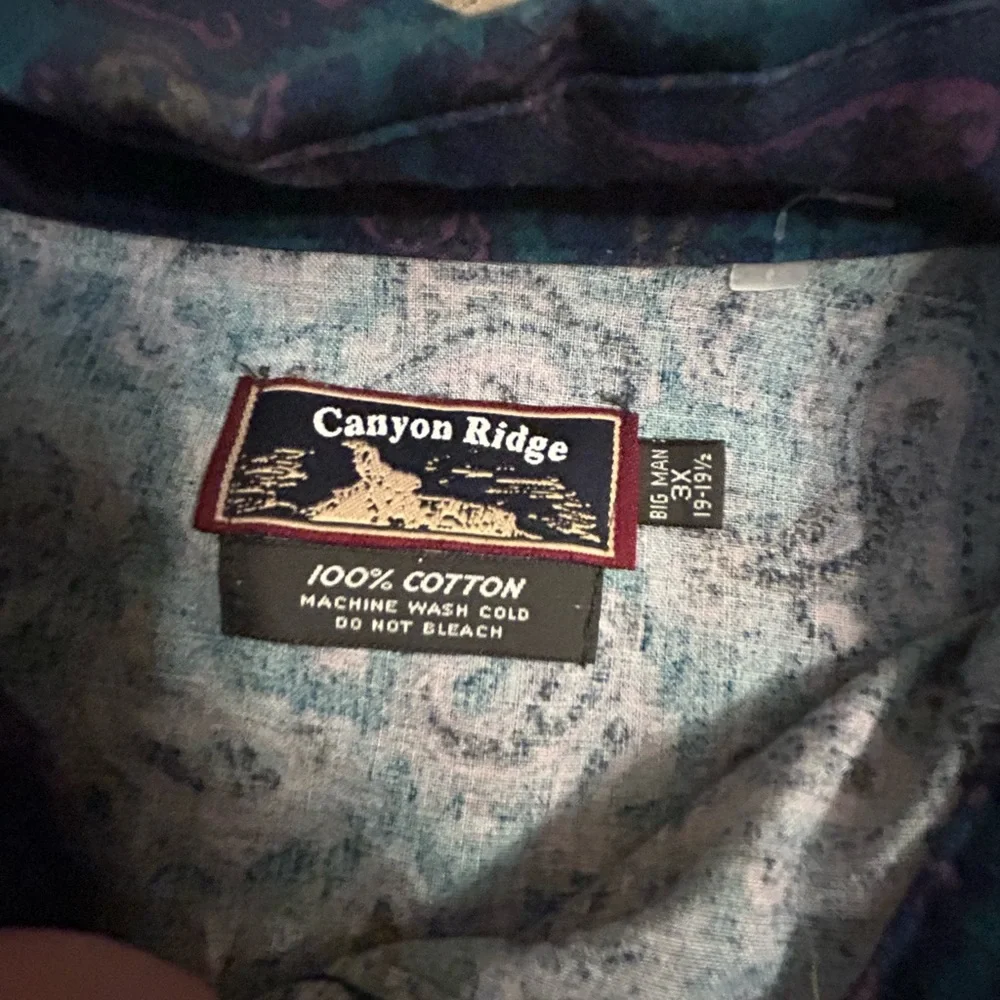 Canyon Ridge
BIG MAN
3X
19-19½
100% COTTON
MACHINE WASH COLD
DO NOT BLEACH